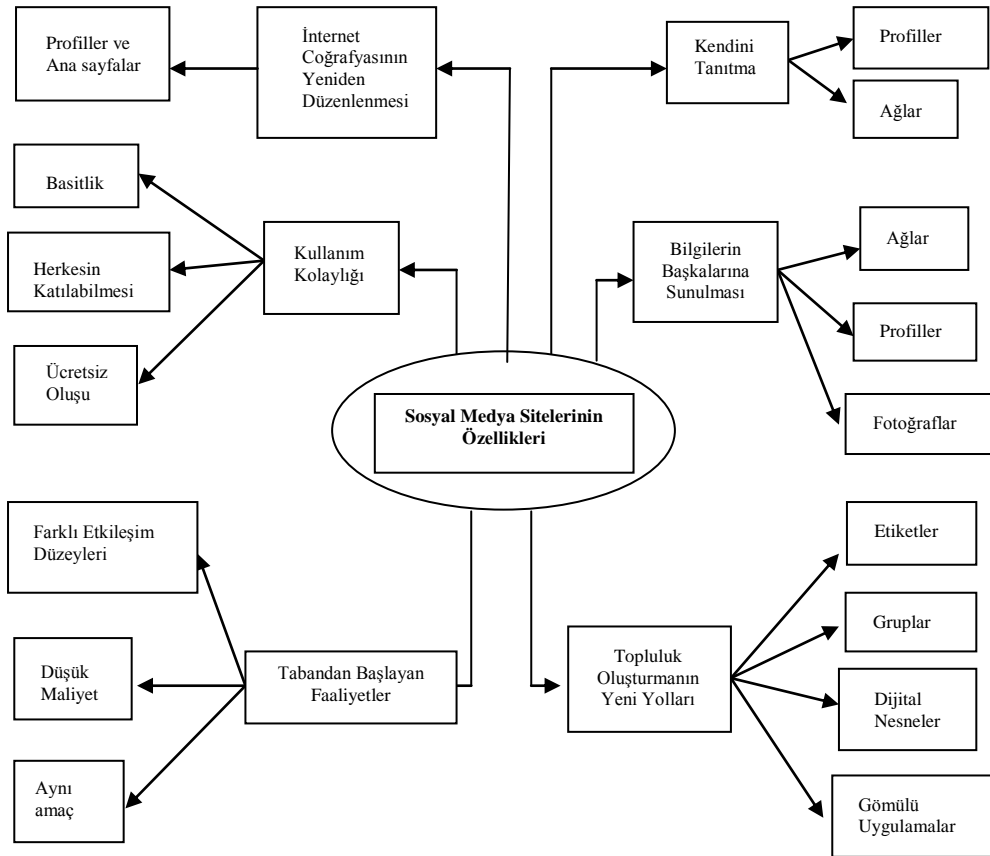 Profiller ve
Ana sayfalar
İnternet
Coğrafyasının
Yeniden
Düzenlenmesi
Kendini
Tanıtma
Profiller
Ağlar
Basitlik
Herkesin
Katılabilmesi
Ücretsiz
Oluşu
Kullanım
Kolaylığı
Bilgilerin
Başkalarına
Sunulması
Ağlar
Profiller
Fotoğraflar
Sosyal Medya Sitelerinin
Özellikleri
Farklı Etkileşim
Düzeyleri
Düşük
Maliyet
Aynı
amaç
Tabandan Başlayan
Faaliyetler
Topluluk
Oluşturmanın
Yeni Yolları
Etiketler
Gruplar
Dijital
Nesneler
Gömülü
Uygulamalar